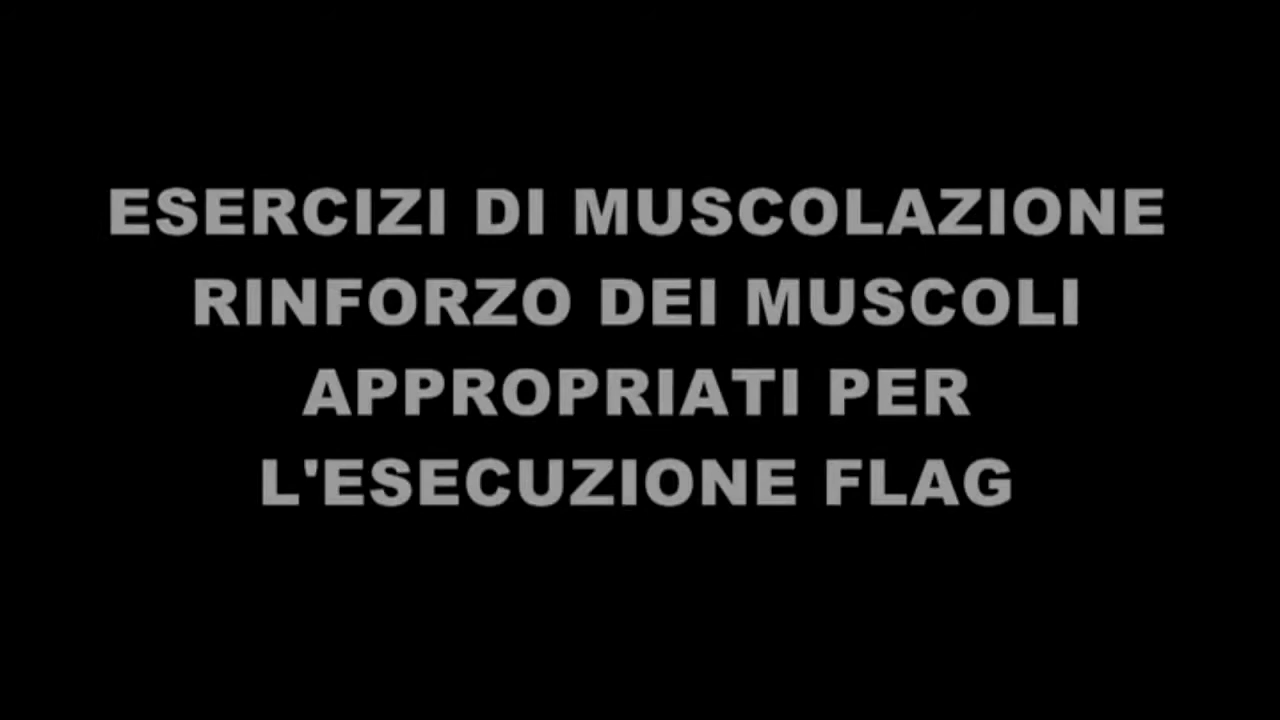 ESERCIZI DI MUSCOLAZIONE
RINFORZO DEI MUSCOLI
APPROPRIATI PER
L'ESECUZIONE FLAG